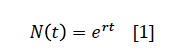 N(t) = e^{rt} [1]